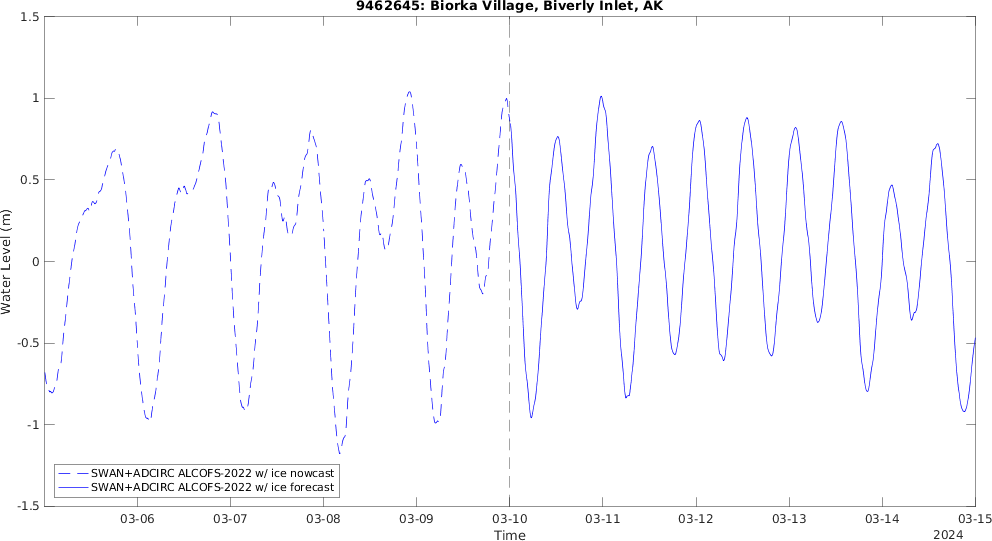 9462645: Biorka Village, Biverly Inlet, AK
1.5
1
0.5
0
-0.5
-1
-1.5
Water Level (m)
SWAN+ADCIRC ALCOFS-2022 w/ ice nowcast
SWAN+ADCIRC ALCOFS-2022 w/ ice forecast
03-06 03-07 03-08 03-09 03-10 03-11 03-12 03-13 03-14 03-15
Time
2024